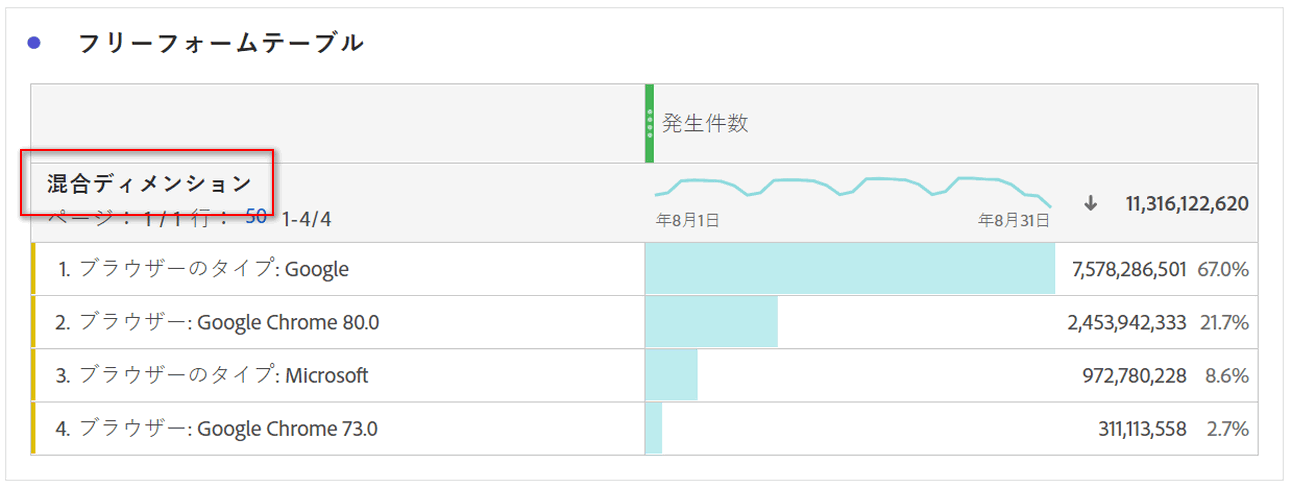 フリーフォームテーブル
発生件数
混合ディメンション
ページ： 1 / 1 行： 50 1-4/4
年8月1日 年8月31日 ↓ 11,316,122,620
1. ブラウザーのタイプ: Google 7,578,286,501 67.0%
2. ブラウザー: Google Chrome 80.0 2,453,942,333 21.7%
3. ブラウザーのタイプ: Microsoft 972,780,228 8.6%
4. ブラウザー: Google Chrome 73.0 311,113,558 2.7%